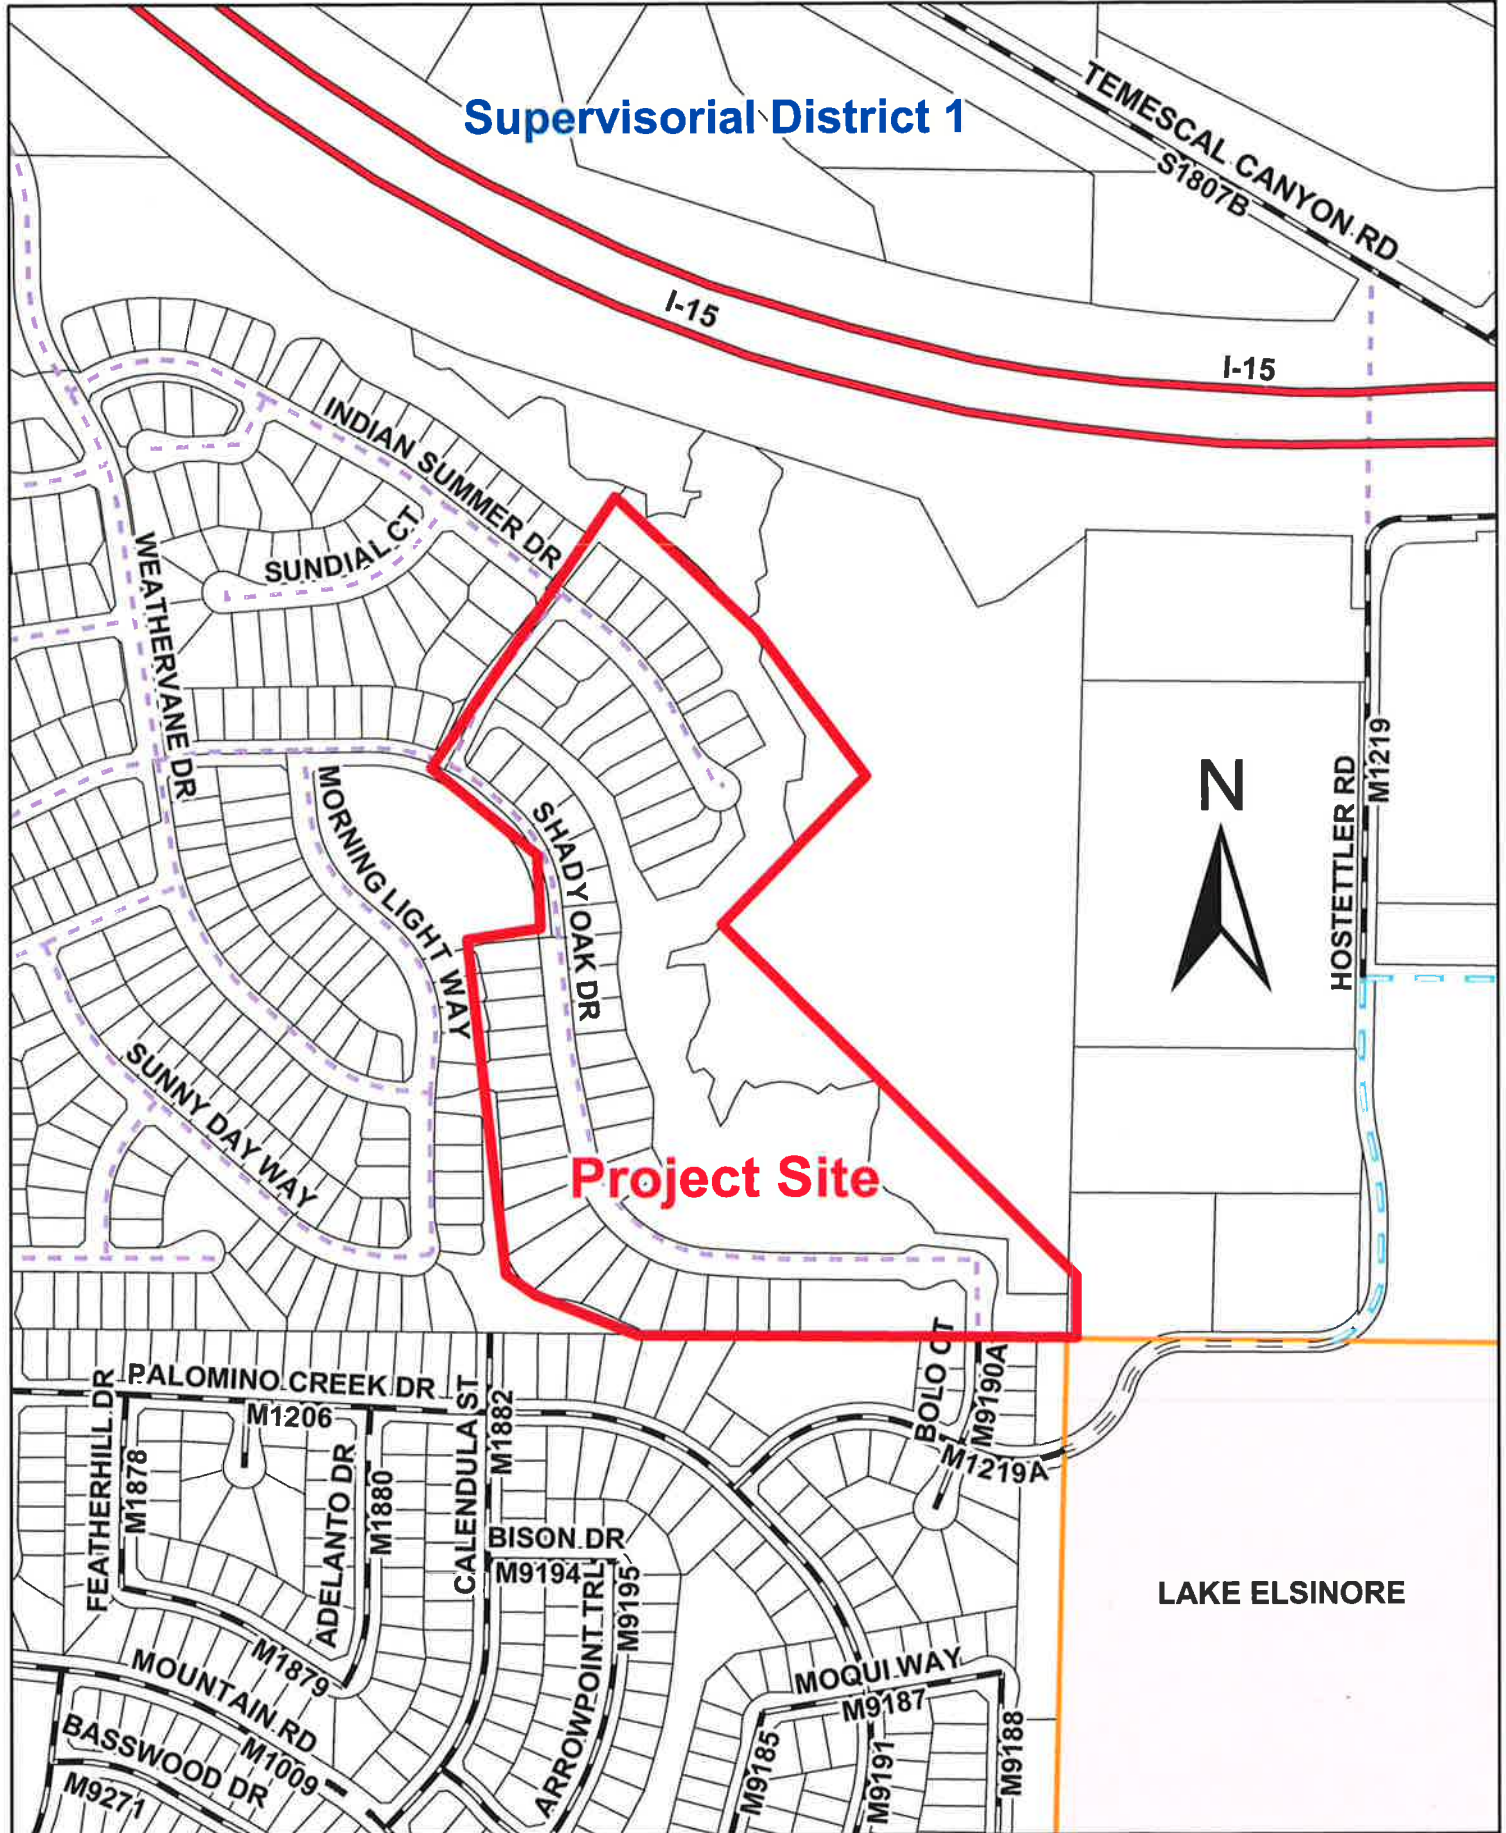 Supervisorial District 1
TEMESCAL CANYON RD
S1807B
I-15
I-15
INDIAN SUMMER DR
SUNDIAL CT
WEATHERVANE DR
MORNING LIGHT WAY
SHADY OAK DR
SUNNY DAY WAY
N
HOSTETTLER RD
M1219
Project Site
PALOMINO CREEK DR
M1206
FEATHERHILL DR
M1878
ADELANTO DR
M1880
CALENDULA ST
M1882
BOLO CT
M9190A
M1219A
BISON DR
M9194
ARROWPOINT TRL
M9195
M1879
MOUNTAIN RD
M1009
BASSWOOD DR
M9271
MOQUI WAY
M9187
M9185
M9191
M9188
LAKE ELSINORE